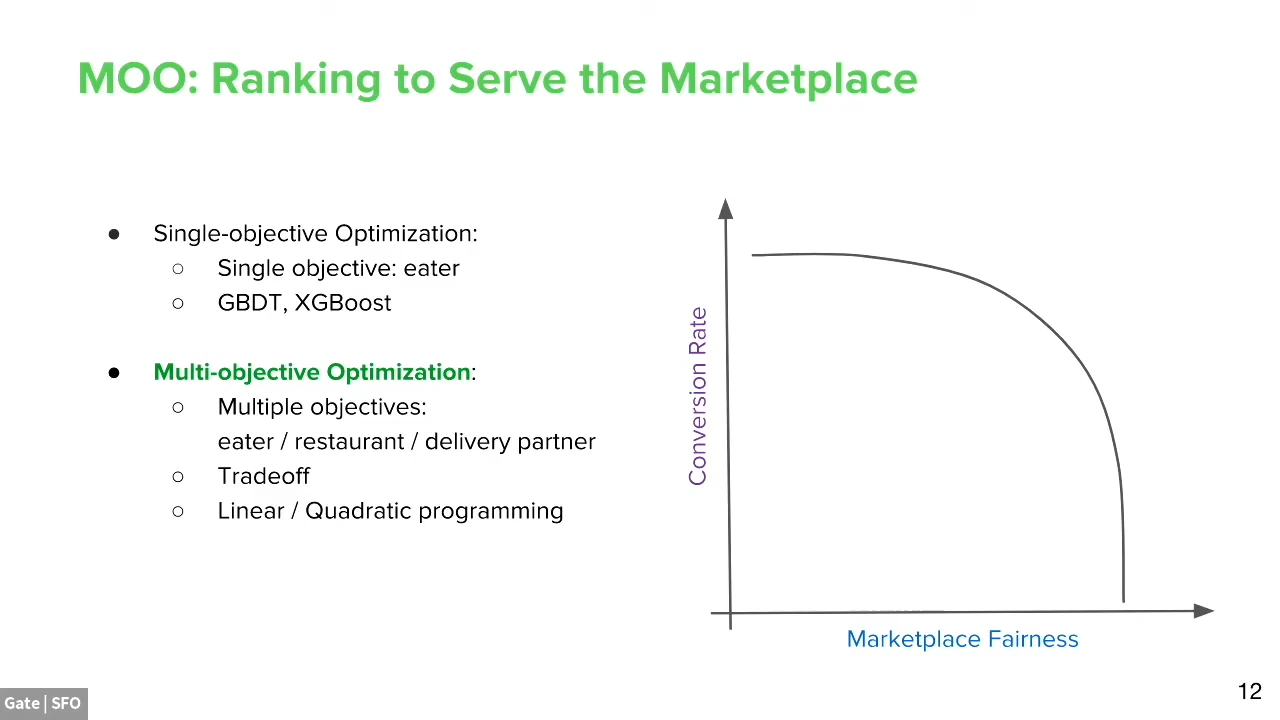 MOO: Ranking to Serve the Marketplace
● Single-objective Optimization:
○ Single objective: eater
○ GBDT, XGBoost
● Multi-objective Optimization:
○ Multiple objectives:
eater / restaurant / delivery partner
○ Tradeoff
○ Linear / Quadratic programming
Conversion Rate
Marketplace Fairness
Gate | SFO
12